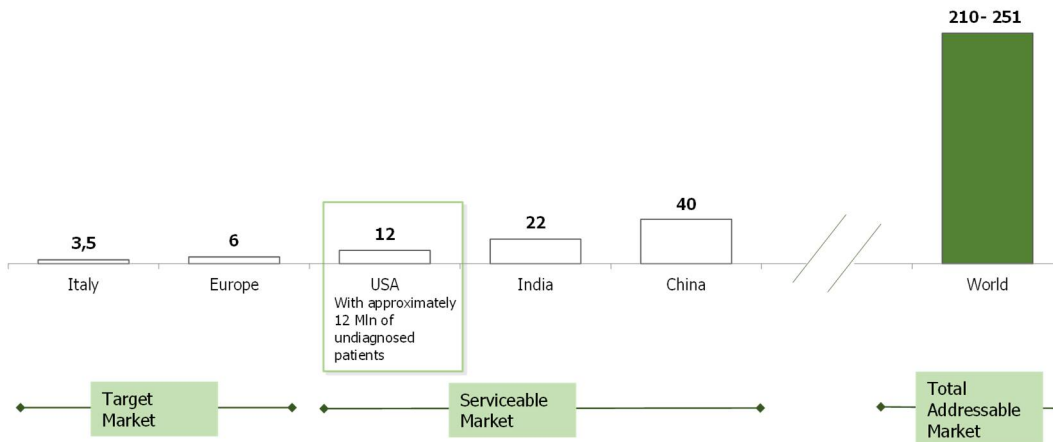 210- 251
3,5
6
12
22
40
Italy
Europe
USA
India
China
World
With approximately
12 Mln of
undiagnosed
patients
Target
Market
Serviceable
Market
Total
Addressable
Market